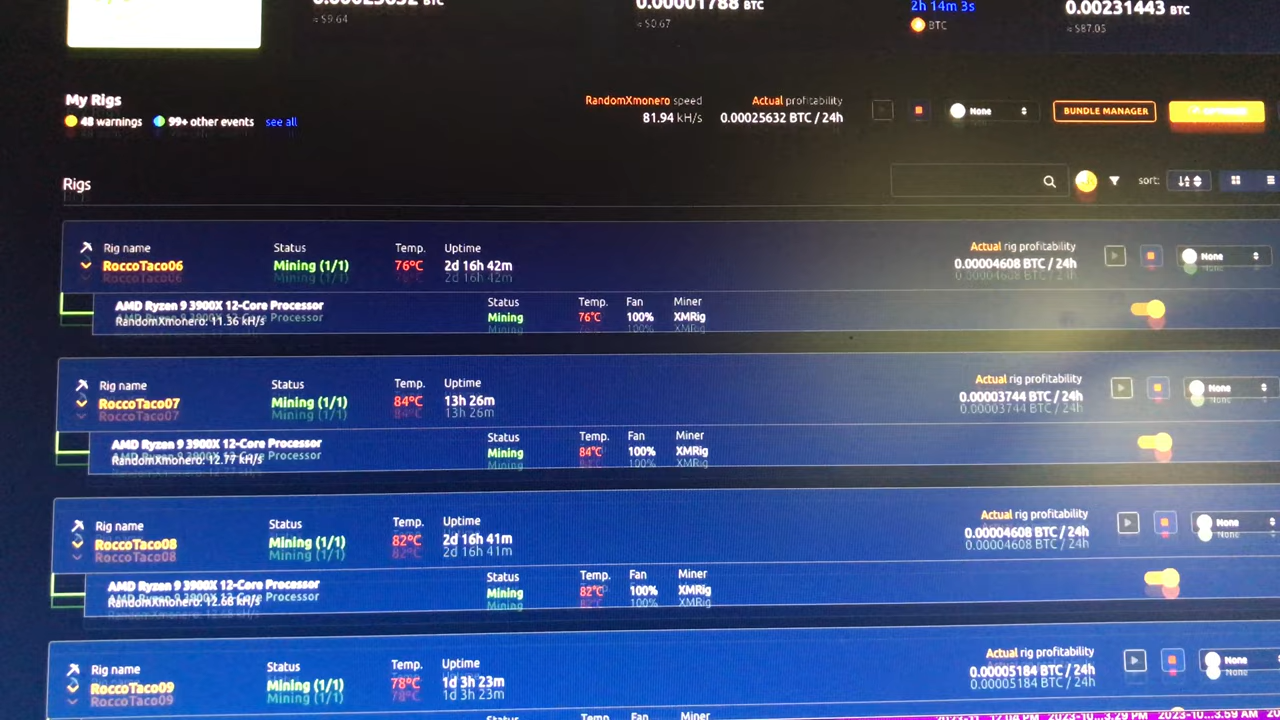 BTC
0.00001788 BTC
2h 14m 3s
0.00231443 BTC
≈ $9.64
≈ $0.67
BTC
≈ $87.05
My Rigs
RandomXmonero speed
Actual profitability
48 warnings 99+ other events see all
81.94 kH/s
0.00025632 BTC / 24h
None
BUNDLE MANAGER
Rigs
sort:
Rig name Status Temp. Uptime Actual rig profitability
RoccoTaco06 Mining (1/1) 76°C 2d 16h 42m 0.00004608 BTC / 24h None
AMD Ryzen 9 3900X 12-Core Processor Status Temp. Fan Miner
RandomXmonero: 11.36 kH/s Mining 76°C 100% XMRig
Rig name Status Temp. Uptime Actual rig profitability
RoccoTaco07 Mining (1/1) 84°C 13h 26m 0.00003744 BTC / 24h None
AMD Ryzen 9 3900X 12-Core Processor Status Temp. Fan Miner
RandomXmonero: 12.77 kH/s Mining 84°C 100% XMRig
Rig name Status Temp. Uptime Actual rig profitability
RoccoTaco08 Mining (1/1) 82°C 2d 16h 41m 0.00004608 BTC / 24h None
AMD Ryzen 9 3900X 12-Core Processor Status Temp. Fan Miner
RandomXmonero: 12.68 kH/s Mining 82°C 100% XMRig
Rig name Status Temp. Uptime Actual rig profitability
RoccoTaco09 Mining (1/1) 78°C 1d 3h 23m 0.00005184 BTC / 24h None
Status Temp. Fan Miner